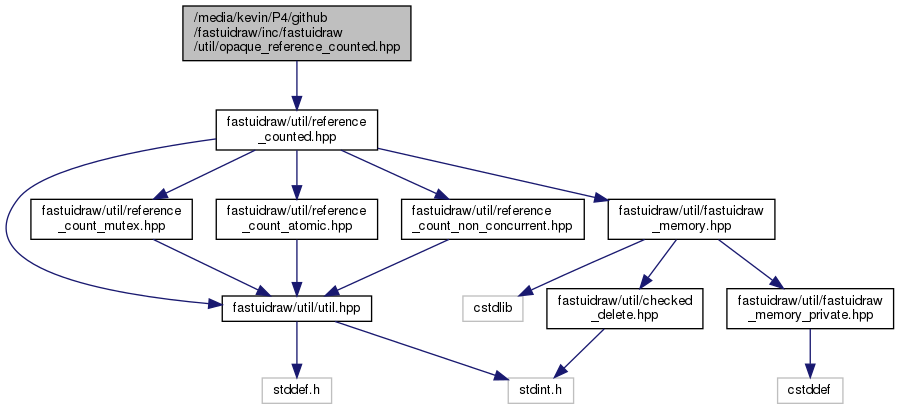 /media/kevin/P4/github
/fastuidraw/inc/fastuidraw
/util/opaque_reference_counted.hpp
fastuidraw/util/reference
_counted.hpp
fastuidraw/util/reference
_count_mutex.hpp
fastuidraw/util/reference
_count_atomic.hpp
fastuidraw/util/reference
_count_non_concurrent.hpp
fastuidraw/util/fastuidraw
_memory.hpp
fastuidraw/util/util.hpp
cstdlib
fastuidraw/util/checked
_delete.hpp
fastuidraw/util/fastuidraw
_memory_private.hpp
stddef.h
stdint.h
cstddef